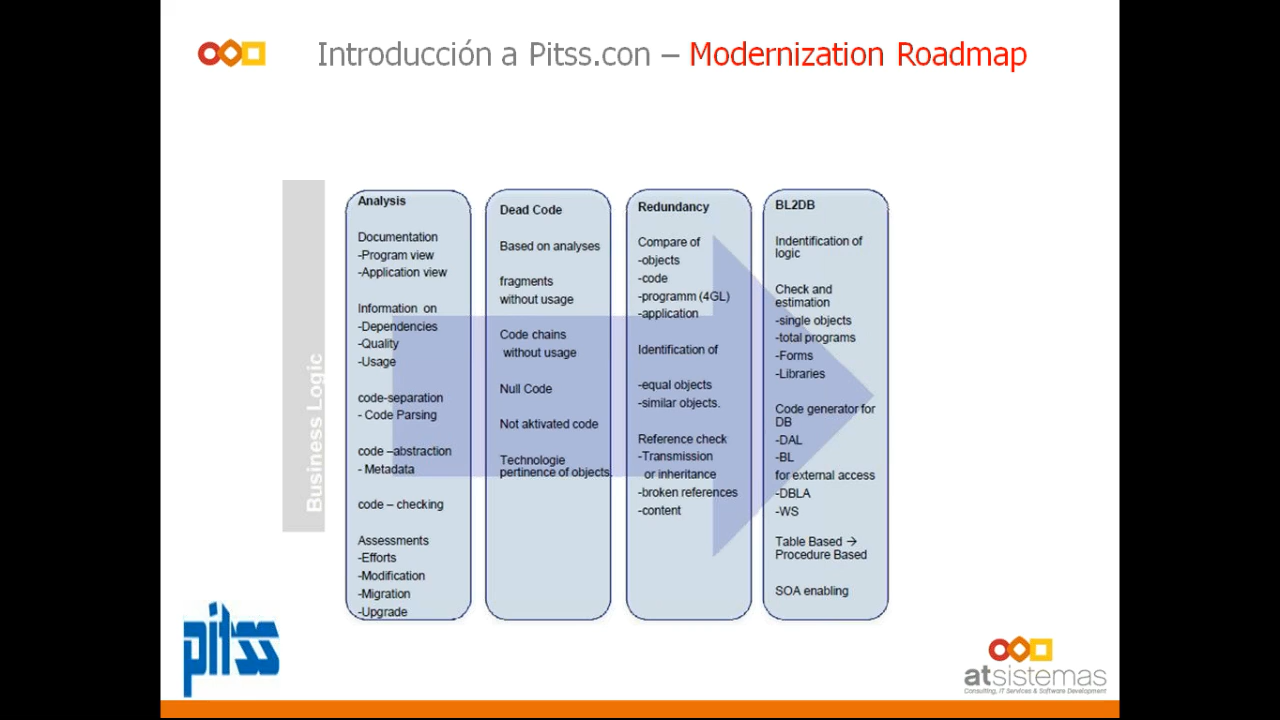 Introducción a Pitss.con – Modernization Roadmap
Business Logic
Analysis
Documentation
-Program view
-Application view
Information on
-Dependencies
-Quality
-Usage
code-separation
- Code Parsing
code –abstraction
- Metadata
code – checking
Assessments
-Efforts
-Modification
-Migration
-Upgrade
Dead Code
Based on analyses
fragments
without usage
Code chains
without usage
Null Code
Not aktivated code
Technologie
pertinence of objects.
Redundancy
Compare of
-objects
-code
-programm (4GL)
-application
Identification of
-equal objects
-similar objects.
Reference check
-Transmission
or inheritance
-broken references
-content
BL2DB
Indentification of
logic
Check and
estimation
-single objects
-total programs
-Forms
-Libraries
Code generator for
DB
-DAL
-BL
for external access
-DBLA
-WS
Table Based →
Procedure Based
SOA enabling
pitss
atsistemas
Consulting, IT Services & Software Development